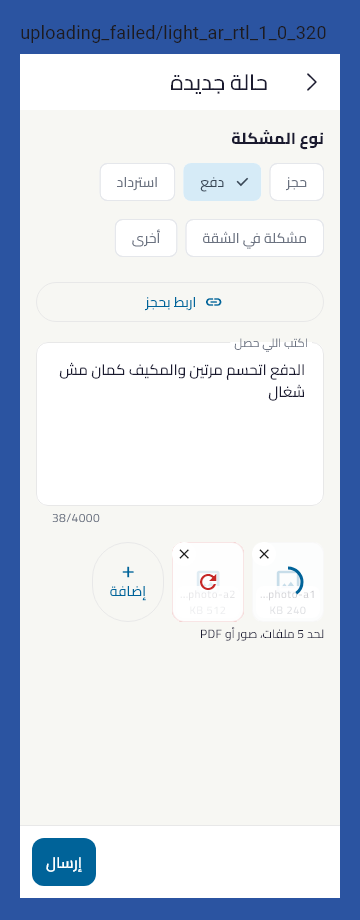 uploading_failed/light_ar_rtl_1_0_320
حالة جديدة
نوع المشكلة
حجز
دفع
استرداد
مشكلة في الشقة
أخرى
اربط بحجز
اكتب اللي حصل
الدفع اتحسم مرتين والمكيف كمان مش
شغال
38/4000
photo-a1...
240 KB
photo-a2...
512 KB
إضافة
لحد 5 ملفات، صور أو PDF
إرسال